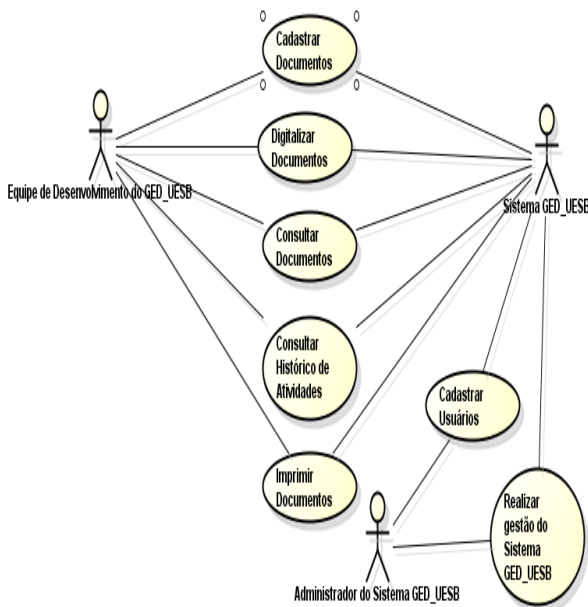 Cadastrar
Documentos
Digitalizar
Documentos
Equipe de Desenvolvimento do GED_UESB
Sistema GED_UESB
Consultar
Documentos
Consultar
Histórico de
Atividades
Cadastrar
Usuários
Imprimir
Documentos
Realizar
gestão do
Sistema
GED_UESB
Administrador do Sistema GED_UESB